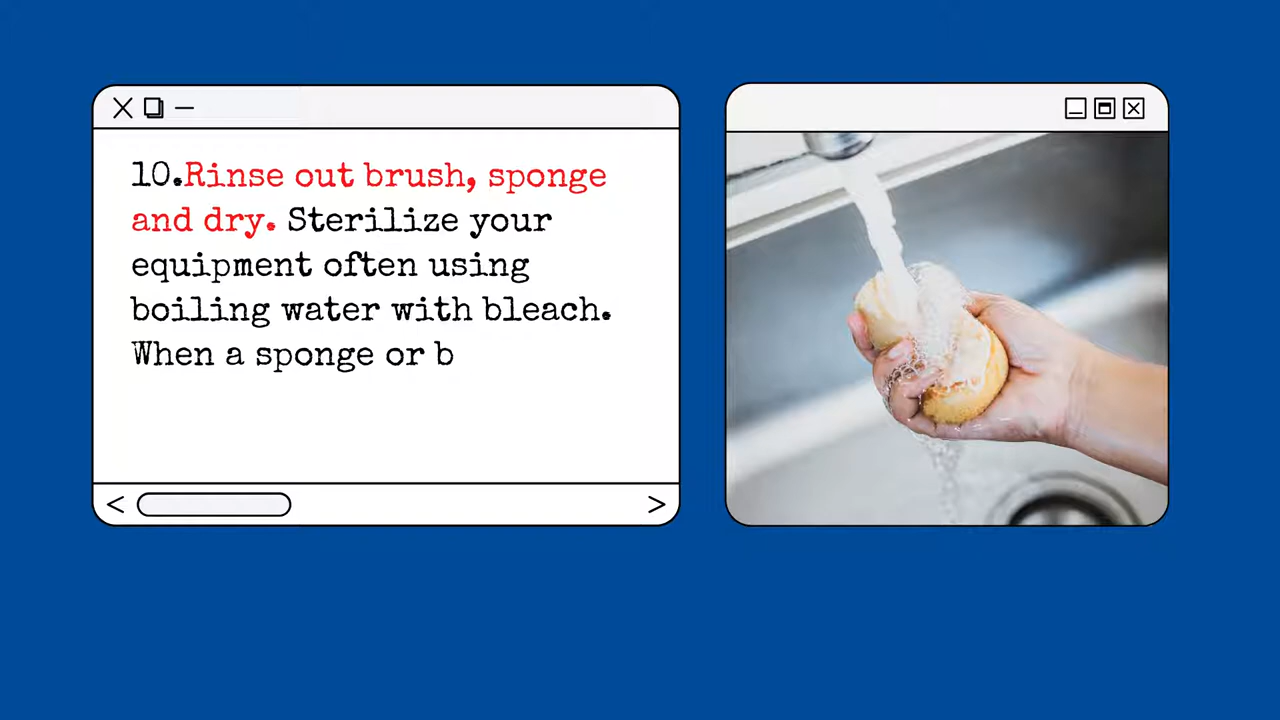 10.Rinse out brush, sponge
and dry. Sterilize your
equipment often using
boiling water with bleach.
When a sponge or b